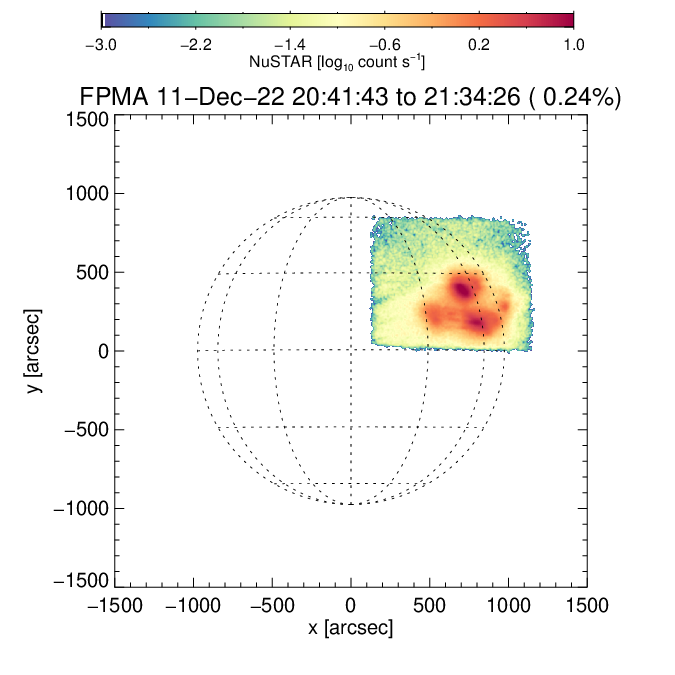 −3.0 −2.2 −1.4 −0.6 0.2 1.0
NuSTAR [log₁₀ count s⁻¹]
FPMA 11−Dec−22 20:41:43 to 21:34:26 ( 0.24%)
1500
1000
500
0
−500
−1000
−1500
y [arcsec]
−1500 −1000 −500 0 500 1000 1500
x [arcsec]